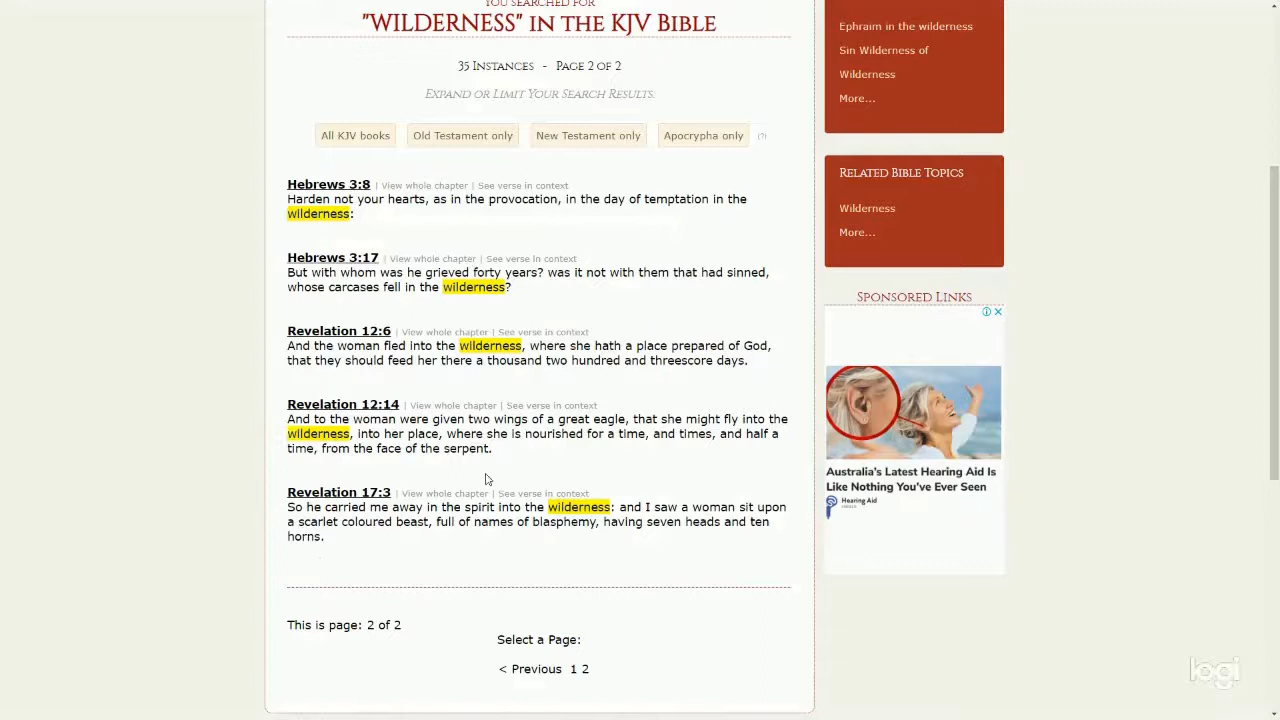 YOU SEARCHED FOR
"WILDERNESS" IN THE KJV BIBLE
35 INSTANCES - PAGE 2 OF 2
EXPAND OR LIMIT YOUR SEARCH RESULTS.
All KJV books Old Testament only New Testament only Apocrypha only (?)
Hebrews 3:8 | View whole chapter | See verse in context
Harden not your hearts, as in the provocation, in the day of temptation in the
wilderness:
Hebrews 3:17 | View whole chapter | See verse in context
But with whom was he grieved forty years? was it not with them that had sinned,
whose carcases fell in the wilderness?
Revelation 12:6 | View whole chapter | See verse in context
And the woman fled into the wilderness, where she hath a place prepared of God,
that they should feed her there a thousand two hundred and threescore days.
Revelation 12:14 | View whole chapter | See verse in context
And to the woman were given two wings of a great eagle, that she might fly into the
wilderness, into her place, where she is nourished for a time, and times, and half a
time, from the face of the serpent.
Revelation 17:3 | View whole chapter | See verse in context
So he carried me away in the spirit into the wilderness: and I saw a woman sit upon
a scarlet coloured beast, full of names of blasphemy, having seven heads and ten
horns.
This is page: 2 of 2
Select a Page:
< Previous 1 2
Ephraim in the wilderness
Sin Wilderness of
Wilderness
More...
RELATED BIBLE TOPICS
Wilderness
More...
SPONSORED LINKS
Australia's Latest Hearing Aid Is
Like Nothing You've Ever Seen
Hearing Aid
logi